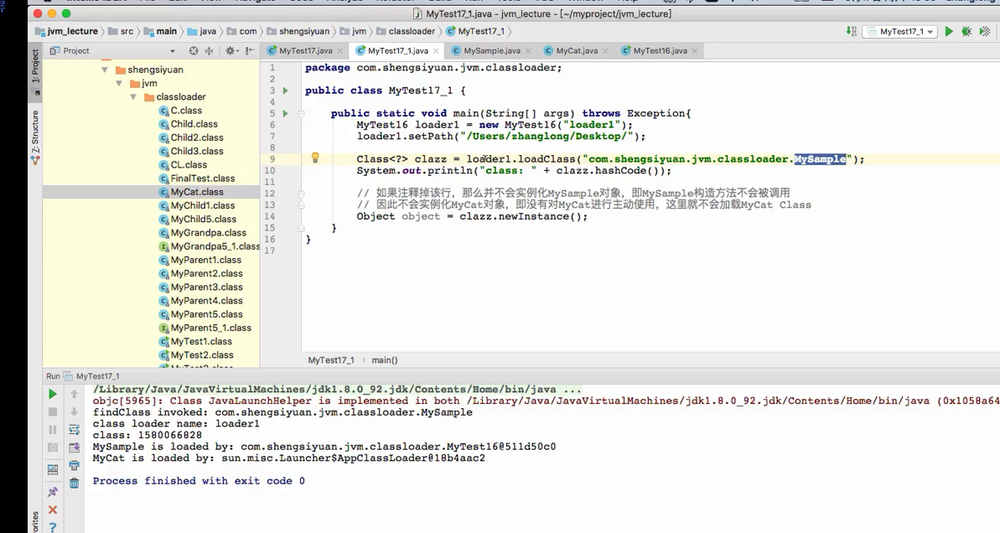 MyTest17_1.java - jvm_lecture - [~/myproject/jvm_lecture]
jvm_lecture src main java com shengsiyuan jvm classloader MyTest17_1
MyTest17_1
Project
MyTest17.java MyTest17_1.java MySample.java MyCat.java MyTest16.java
1: Project
Z: Structure
shengsiyuan
jvm
classloader
C.class
Child.class
Child2.class
Child3.class
CL.class
FinalTest.class
MyCat.class
MyChild1.class
MyChild5.class
MyGrandpa.class
MyGrandpa5_1.class
MyParent1.class
MyParent2.class
MyParent3.class
MyParent4.class
MyParent5.class
MyParent5_1.class
MyTest1.class
MyTest2.class
1 package com.shengsiyuan.jvm.classloader;
2
3 public class MyTest17_1 {
4
5 public static void main(String[] args) throws Exception{
6 MyTest16 loader1 = new MyTest16("loader1");
7 loader1.setPath("/Users/zhanglong/Desktop/");
8
9 Class<?> clazz = loader1.loadClass("com.shengsiyuan.jvm.classloader.MySample");
10 System.out.println("class: " + clazz.hashCode());
11
12 // 如果注释掉该行，那么并不会实例化MySample对象，即MySample构造方法不会被调用
13 // 因此不会实例化MyCat对象，即没有对MyCat进行主动使用，这里就不会加载MyCat Class
14 Object object = clazz.newInstance();
15 }
16 }
17
MyTest17_1 main()
Run MyTest17_1
/Library/Java/JavaVirtualMachines/jdk1.8.0_92.jdk/Contents/Home/bin/java ...
objc[5965]: Class JavaLaunchHelper is implemented in both /Library/Java/JavaVirtualMachines/jdk1.8.0_92.jdk/Contents/Home/bin/java (0x1058a64
findClass invoked: com.shengsiyuan.jvm.classloader.MySample
class loader name: loader1
class: 1580066828
MySample is loaded by: com.shengsiyuan.jvm.classloader.MyTest16@511d50c0
MyCat is loaded by: sun.misc.Launcher$AppClassLoader@18b4aac2
Process finished with exit code 0